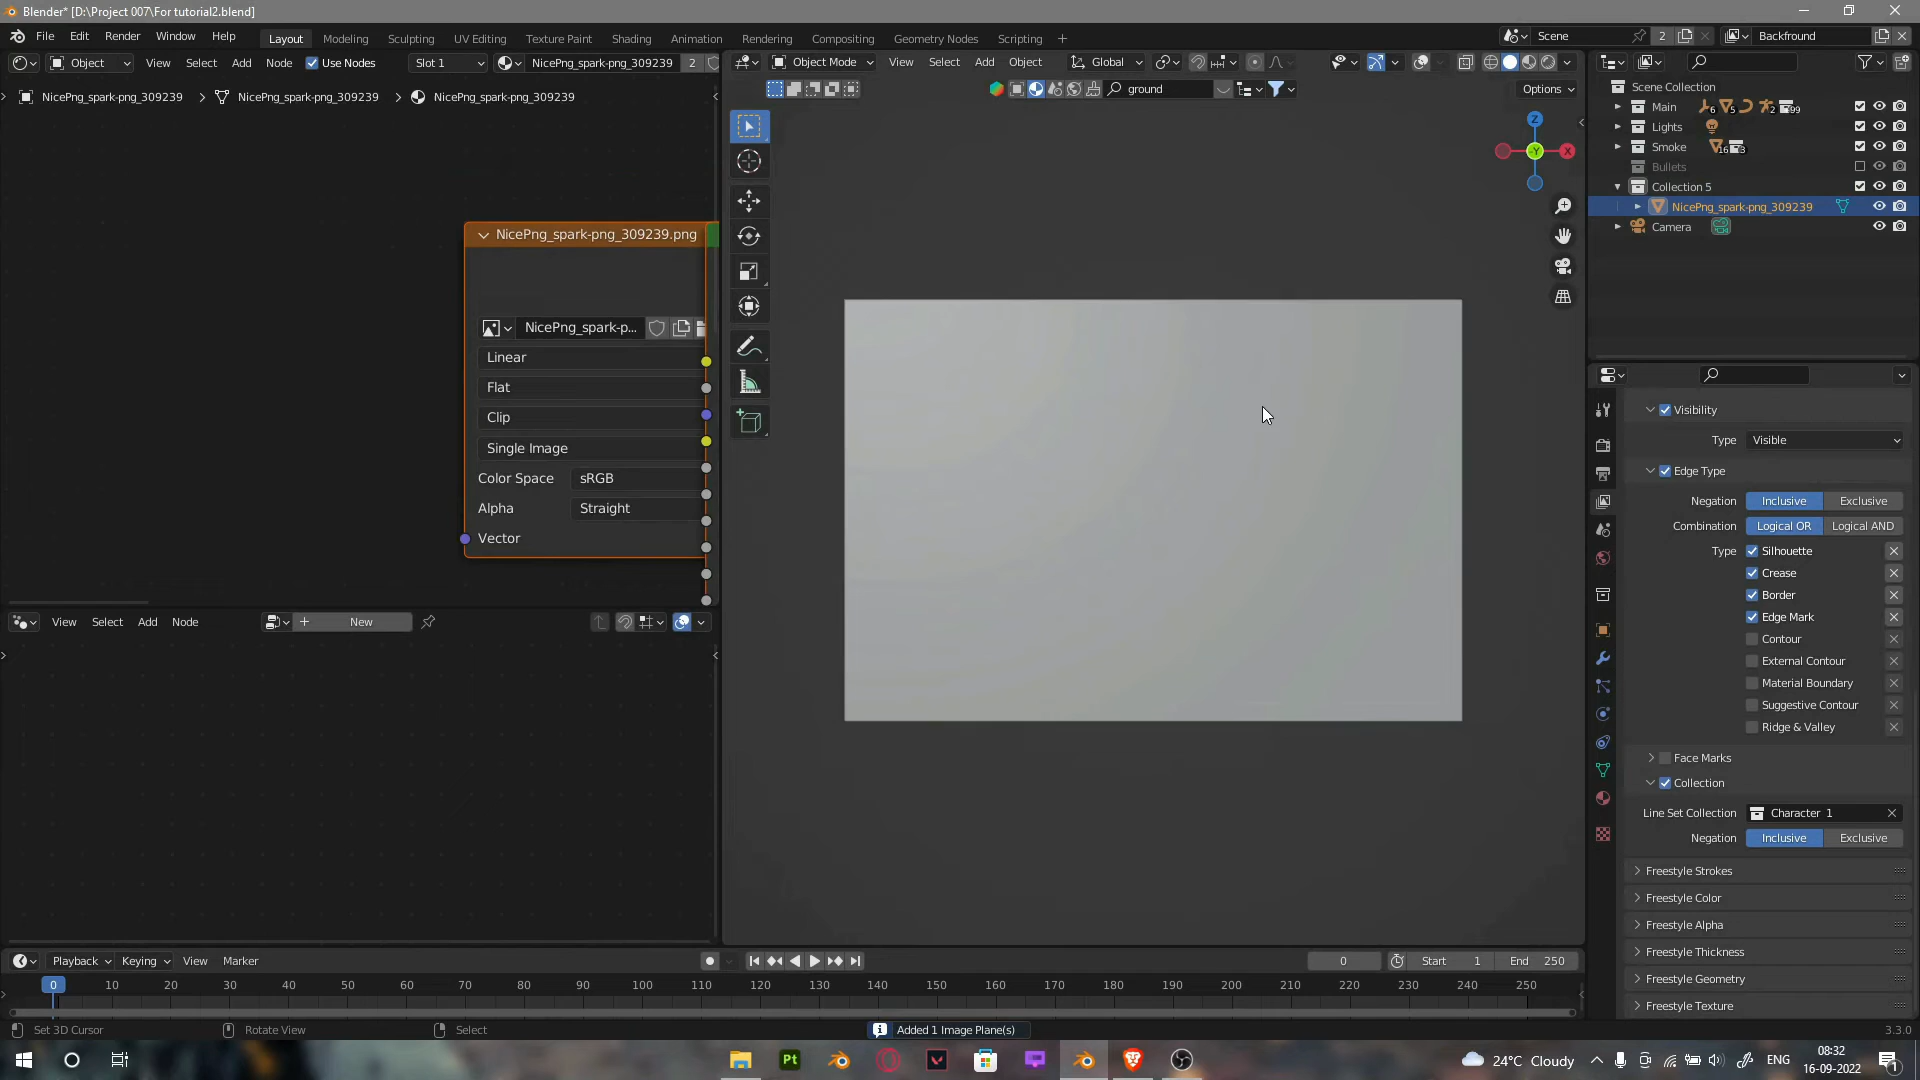 Blender* [D:\Project 007\For tutorial2.blend]
File Edit Render Window Help Layout Modeling Sculpting UV Editing Texture Paint Shading Animation Rendering Compositing Geometry Nodes Scripting + Scene 2 Backfround
Object View Select Add Node Use Nodes Slot 1 NicePng_spark-png_309239 2
Object Mode View Select Add Object Global
NicePng_spark-png_309239 NicePng_spark-png_309239 NicePng_spark-png_309239
ground Options
Z
-Y
X
NicePng_spark-png_309239.png
NicePng_spark-p...
Linear
Flat
Clip
Single Image
Color Space sRGB
Alpha Straight
Vector
Scene Collection
Main 6 5 2 99
Lights
Smoke 16 3
Bullets
Collection 5
NicePng_spark-png_309239
Camera
Visibility
Type Visible
Edge Type
Negation Inclusive Exclusive
Combination Logical OR Logical AND
Type Silhouette
Crease
Border
Edge Mark
Contour
External Contour
Material Boundary
Suggestive Contour
Ridge & Valley
Face Marks
Collection
Line Set Collection Character 1
Negation Inclusive Exclusive
Freestyle Strokes
Freestyle Color
Freestyle Alpha
Freestyle Thickness
Freestyle Geometry
Freestyle Texture
View Select Add Node + New
Playback Keying View Marker 0 Start 1 End 250
0 10 20 30 40 50 60 70 80 90 100 110 120 130 140 150 160 170 180 190 200 210 220 230 240 250
Set 3D Cursor Rotate View Select Added 1 Image Plane(s) 3.3.0
Pt 24°C Cloudy ENG 08:32
16-09-2022 1